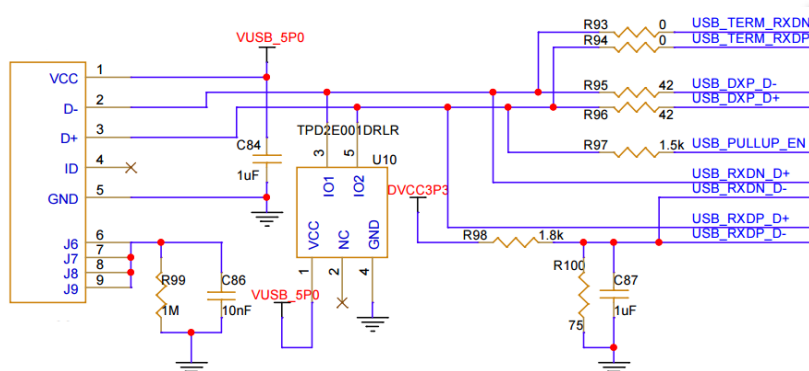 R93 0 USB_TERM_RXDN
R94 0 USB_TERM_RXDP
VUSB_5P0
VCC 1
R95 42 USB_DXP_D-
D- 2
USB_DXP_D+
R96 42
D+ 3
TPD2E001DRLR
C84
1uF
R97 1.5k USB_PULLUP_EN
3 5
U10
ID 4
IO1 IO2
USB_RXDN_D+
GND 5
DVCC3P3
USB_RXDN_D-
USB_RXDP_D+
R98 1.8k USB_RXDP_D-
J6 6
J7 7
J8 8
J9 9
VCC NC GND
1 2 4
R99
1M
C86
10nF
VUSB_5P0
R100
75
C87
1uF